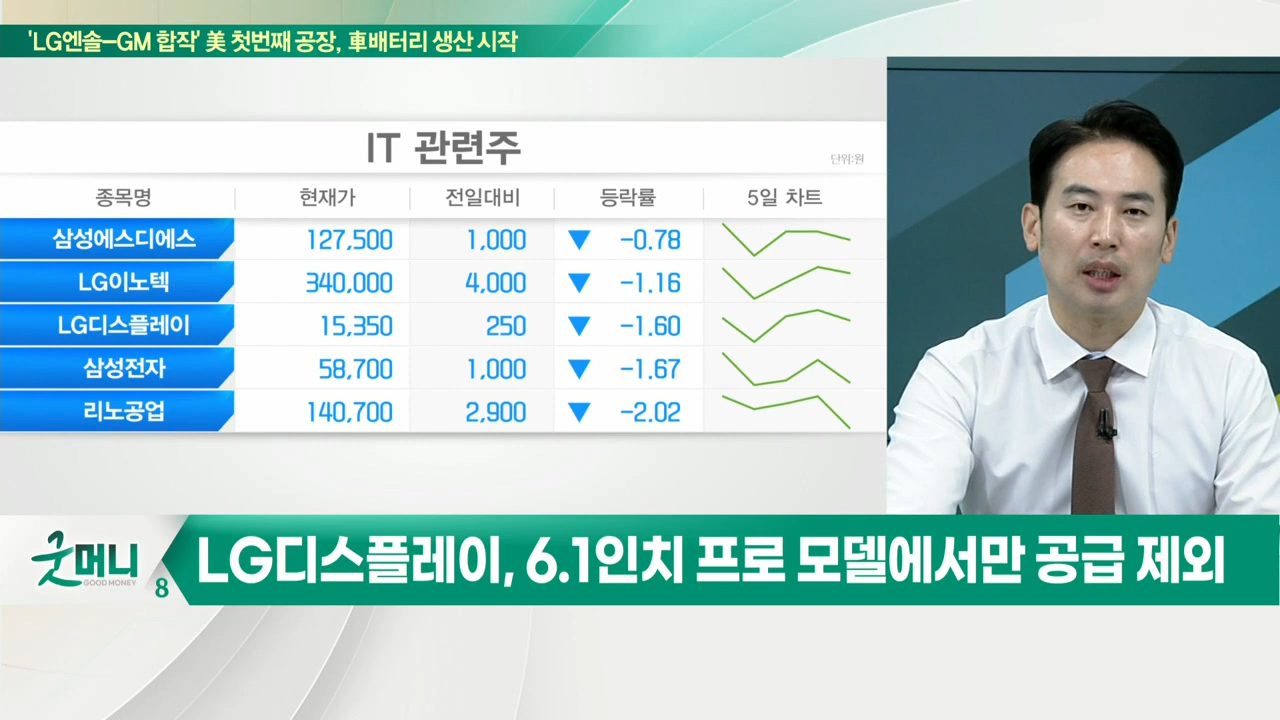 'LG엔솔-GM 합작' 美 첫번째 공장, 車배터리 생산 시작
IT 관련주
단위:원
종목명 현재가 전일대비 등락률 5일 차트
삼성에스디에스 127,500 1,000 ▼ -0.78
LG이노텍 340,000 4,000 ▼ -1.16
LG디스플레이 15,350 250 ▼ -1.60
삼성전자 58,700 1,000 ▼ -1.67
리노공업 140,700 2,900 ▼ -2.02
굿머니
GOOD MONEY
8
LG디스플레이, 6.1인치 프로 모델에서만 공급 제외